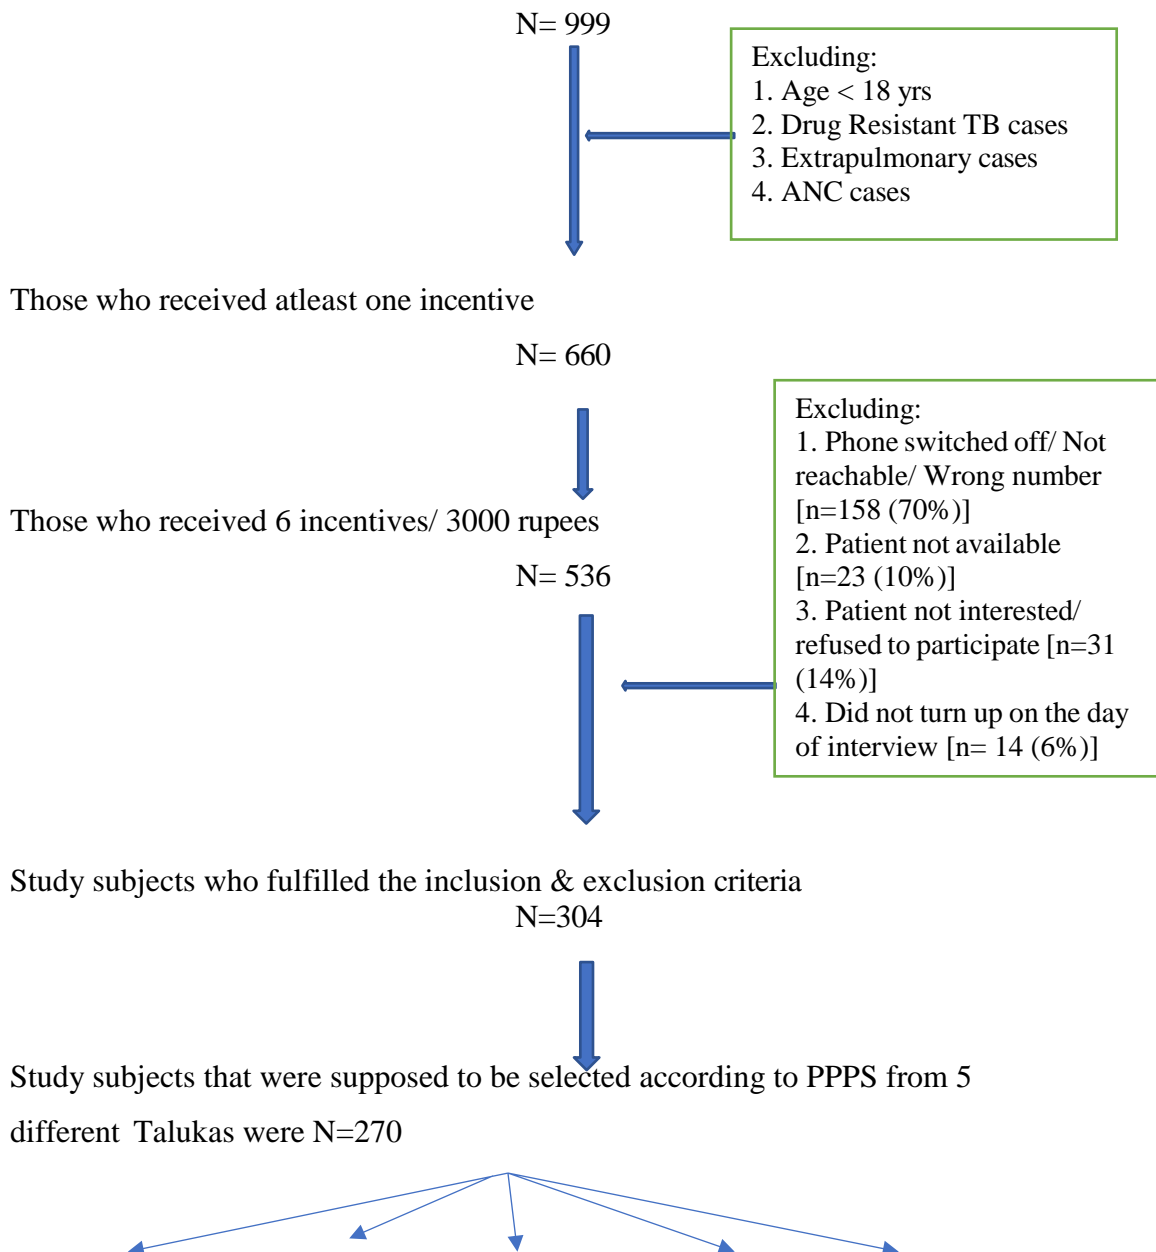 N= 999
Excluding:
1. Age < 18 yrs
2. Drug Resistant TB cases
3. Extrapulmonary cases
4. ANC cases
Those who received atleast one incentive
N= 660
Excluding:
1. Phone switched off/ Not
reachable/ Wrong number
[n=158 (70%)]
2. Patient not available
[n=23 (10%)]
3. Patient not interested/
refused to participate [n=31
(14%)]
4. Did not turn up on the day
of interview [n= 14 (6%)]
Those who received 6 incentives/ 3000 rupees
N= 536
Study subjects who fulfilled the inclusion & exclusion criteria
N=304
Study subjects that were supposed to be selected according to PPPS from 5
different Talukas were N=270